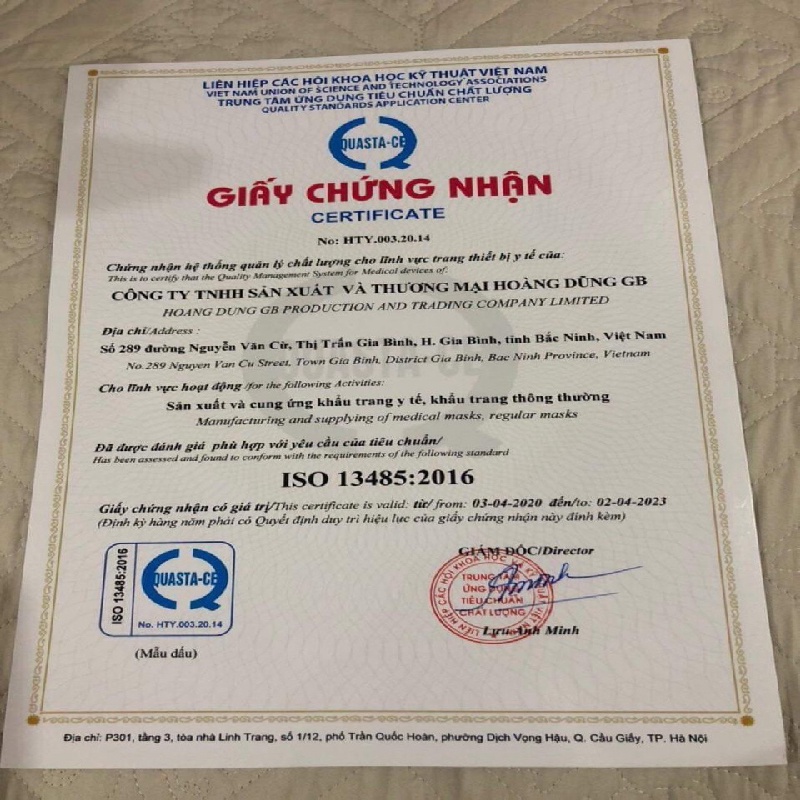 LIÊN HIỆP CÁC HỘI KHOA HỌC KỸ THUẬT VIỆT NAM
VIET NAM UNION OF SCIENCE AND TECHNOLOGY ASSOCIATIONS
TRUNG TÂM ỨNG DỤNG TIÊU CHUẨN CHẤT LƯỢNG
QUALITY STANDARDS APPLICATION CENTER
QUASTA-CE
GIẤY CHỨNG NHẬN
CERTIFICATE
No: HTY.003.20.14
Chứng nhận hệ thống quản lý chất lượng cho lĩnh vực trang thiết bị y tế của:
This is to certify that the Quality Management System for Medical devices of:
CÔNG TY TNHH SẢN XUẤT VÀ THƯƠNG MẠI HOÀNG DŨNG GB
HOANG DUNG GB PRODUCTION AND TRADING COMPANY LIMITED
Địa chỉ/Address :
Số 289 đường Nguyễn Văn Cừ, Thị Trấn Gia Bình, H. Gia Bình, tỉnh Bắc Ninh, Việt Nam
No.289 Nguyen Van Cu Street, Town Gia Binh, District Gia Binh, Bac Ninh Province, Vietnam
Cho lĩnh vực hoạt động /for the following Activities:
Sản xuất và cung ứng khẩu trang y tế, khẩu trang thông thường
Manufacturing and supplying of medical masks, regular masks
Đã được đánh giá phù hợp với yêu cầu của tiêu chuẩn/
Has been assessed and found to conform with the requirements of the following standard
ISO 13485:2016
Giấy chứng nhận có giá trị/This certificate is valid: từ/ from: 03-04-2020 đến/to: 02-04-2023
(Định kỳ hàng năm phải có Quyết định duy trì hiệu lực của giấy chứng nhận này đính kèm)
ISO 13485:2016
QUASTA-CE
No. HTY.003.20.14
(Mẫu dấu)
GIÁM ĐỐC/Director
TRUNG TÂM
ỨNG DỤNG
TIÊU CHUẨN
CHẤT LƯỢNG
Lưu Anh Minh
Địa chỉ: P301, tầng 3, tòa nhà Linh Trang, số 1/12, phố Trần Quốc Hoàn, phường Dịch Vọng Hậu, Q. Cầu Giấy, TP. Hà Nội